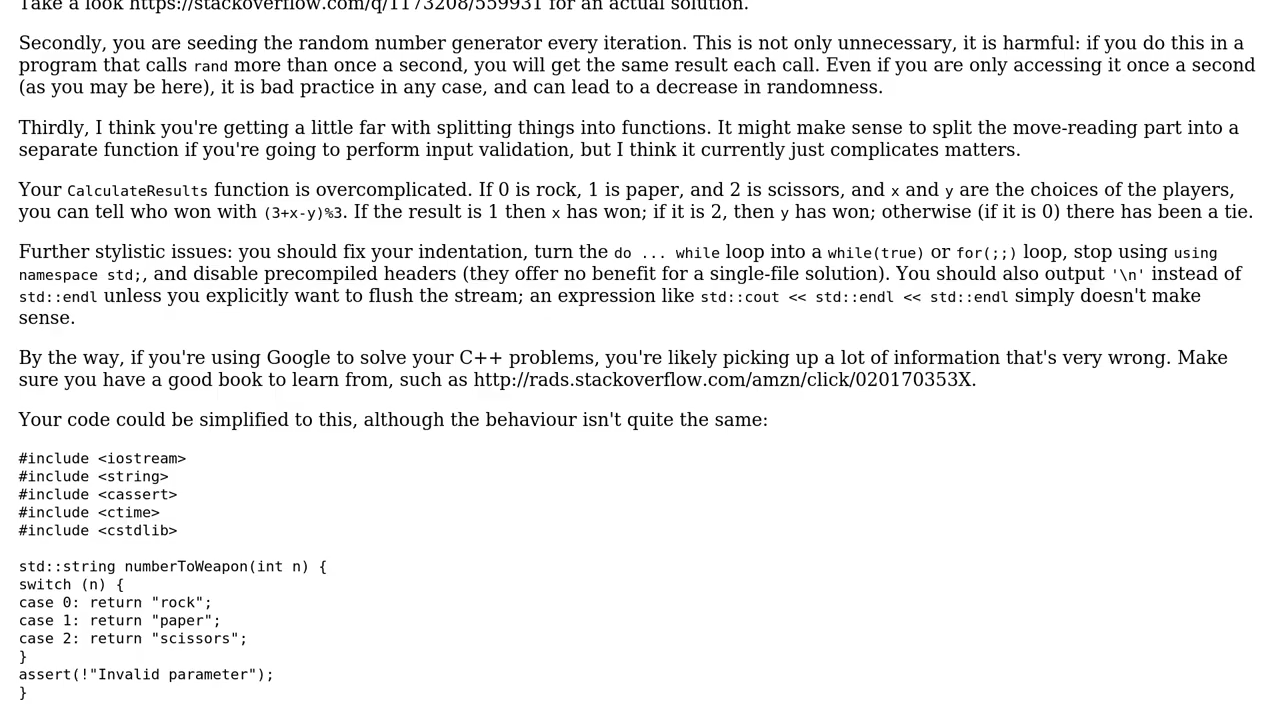 Take a look https://stackoverflow.com/q/1173208/559931 for an actual solution.
Secondly, you are seeding the random number generator every iteration. This is not only unnecessary, it is harmful: if you do this in a
program that calls rand more than once a second, you will get the same result each call. Even if you are only accessing it once a second
(as you may be here), it is bad practice in any case, and can lead to a decrease in randomness.
Thirdly, I think you're getting a little far with splitting things into functions. It might make sense to split the move-reading part into a
separate function if you're going to perform input validation, but I think it currently just complicates matters.
Your CalculateResults function is overcomplicated. If 0 is rock, 1 is paper, and 2 is scissors, and x and y are the choices of the players,
you can tell who won with (3+x-y)%3. If the result is 1 then x has won; if it is 2, then y has won; otherwise (if it is 0) there has been a tie.
Further stylistic issues: you should fix your indentation, turn the do ... while loop into a while(true) or for(;;) loop, stop using using
namespace std;, and disable precompiled headers (they offer no benefit for a single-file solution). You should also output '\n' instead of
std::endl unless you explicitly want to flush the stream; an expression like std::cout << std::endl << std::endl simply doesn't make
sense.
By the way, if you're using Google to solve your C++ problems, you're likely picking up a lot of information that's very wrong. Make
sure you have a good book to learn from, such as http://rads.stackoverflow.com/amzn/click/020170353X.
Your code could be simplified to this, although the behaviour isn't quite the same:
#include <iostream>
#include <string>
#include <cassert>
#include <ctime>
#include <cstdlib>
std::string numberToWeapon(int n) {
switch (n) {
case 0: return "rock";
case 1: return "paper";
case 2: return "scissors";
}
assert(!"Invalid parameter");
}